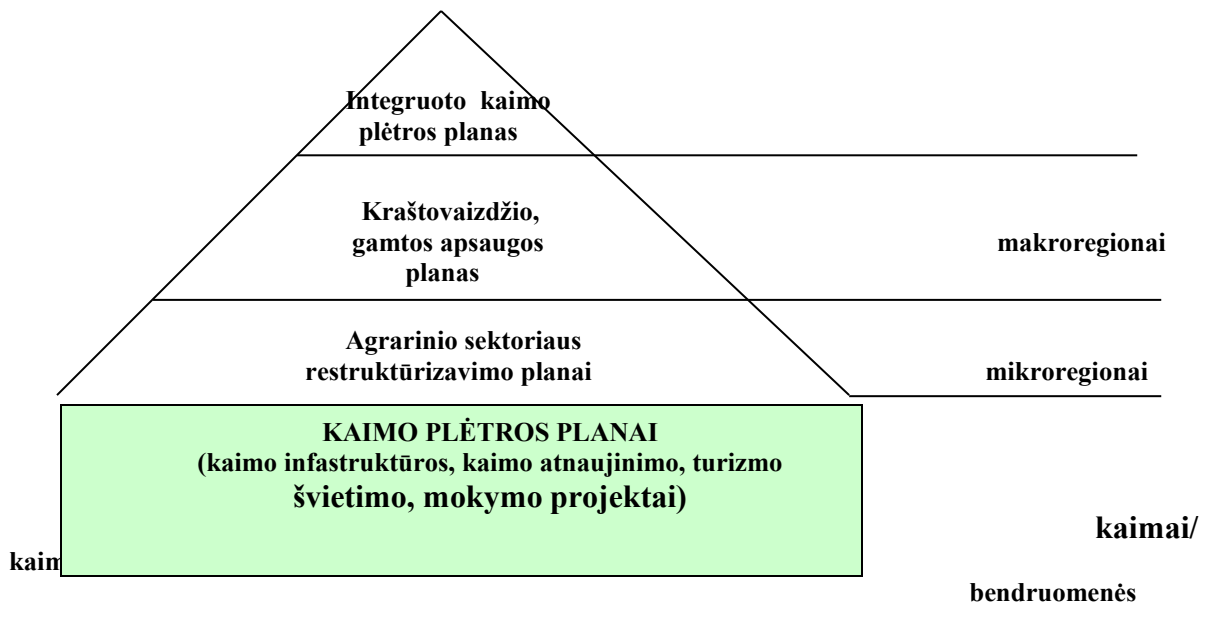 Integruoto kaimo
plėtros planas
Kraštovaizdžio,
gamtos apsaugos
planas
makroregionai
Agrarinio sektoriaus
restruktūrizavimo planai
mikroregionai
KAIMO PLĖTROS PLANAI
(kaimo infastruktūros, kaimo atnaujinimo, turizmo
švietimo, mokymo projektai)
kaimai/
bendruomenės